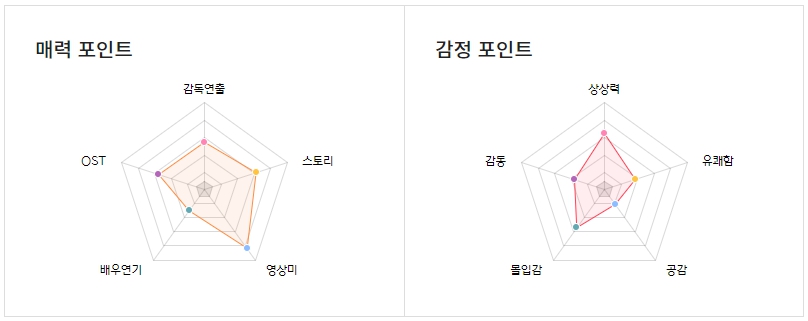 매력 포인트
감독연출
OST
스토리
배우연기
영상미
감정 포인트
상상력
감동
유쾌함
몰입감
공감